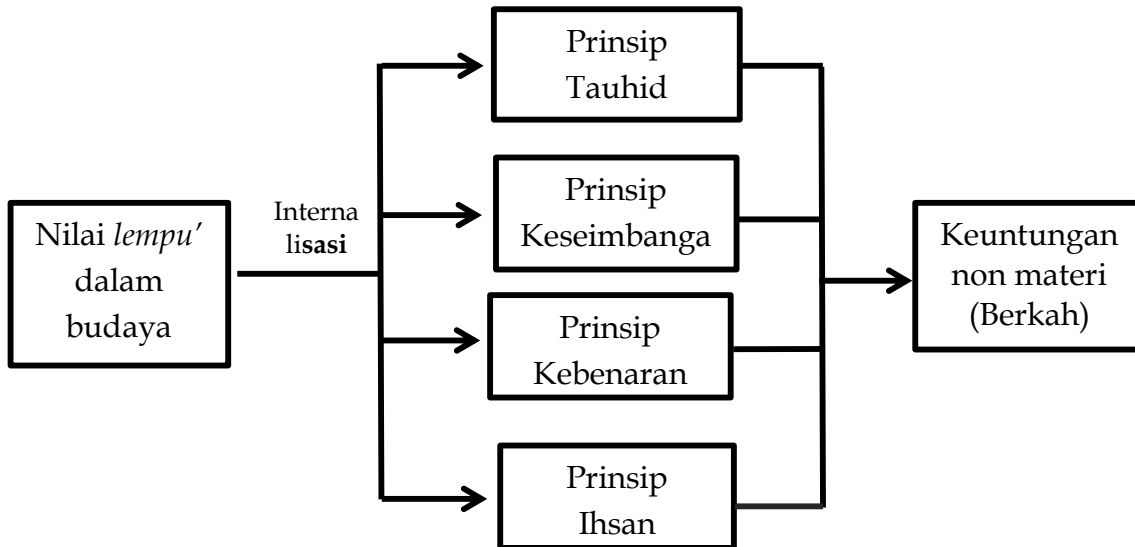 Nilai lempu’
dalam
budaya
Interna
lisasi
Prinsip
Tauhid
Prinsip
Keseimbanga
Prinsip
Kebenaran
Prinsip
Ihsan
Keuntungan
non materi
(Berkah)